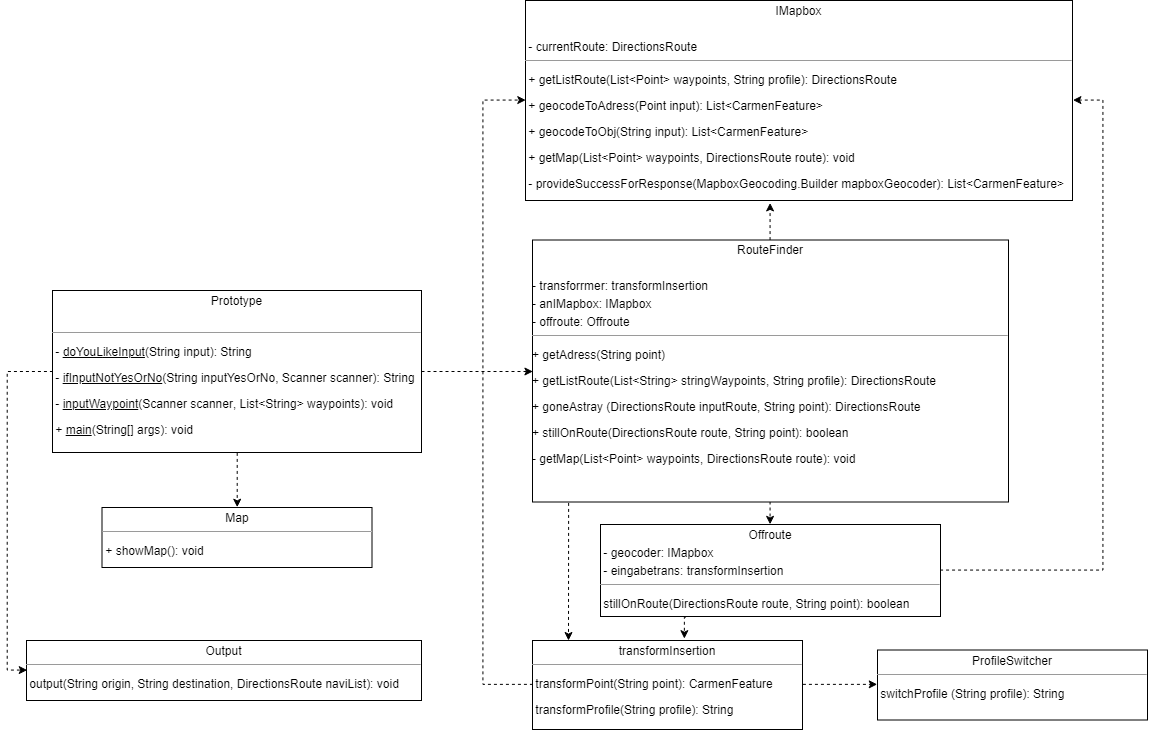 IMapbox
- currentRoute: DirectionsRoute
+ getListRoute(List<Point> waypoints, String profile): DirectionsRoute
+ geocodeToAdress(Point input): List<CarmenFeature>
+ geocodeToObj(String input): List<CarmenFeature>
+ getMap(List<Point> waypoints, DirectionsRoute route): void
- provideSuccessForResponse(MapboxGeocoding.Builder mapboxGeocoder): List<CarmenFeature>
RouteFinder
- transforrmer: transformInsertion
- anIMapbox: IMapbox
- offroute: Offroute
+ getAdress(String point)
+ getListRoute(List<String> stringWaypoints, String profile): DirectionsRoute
+ goneAstray (DirectionsRoute inputRoute, String point): DirectionsRoute
+ stillOnRoute(DirectionsRoute route, String point): boolean
- getMap(List<Point> waypoints, DirectionsRoute route): void
Prototype
- doYouLikeInput(String input): String
- ifInputNotYesOrNo(String inputYesOrNo, Scanner scanner): String
- inputWaypoint(Scanner scanner, List<String> waypoints): void
+ main(String[] args): void
Map
+ showMap(): void
Offroute
- geocoder: IMapbox
- eingabetrans: transformInsertion
stillOnRoute(DirectionsRoute route, String point): boolean
Output
output(String origin, String destination, DirectionsRoute naviList): void
transformInsertion
transformPoint(String point): CarmenFeature
transformProfile(String profile): String
ProfileSwitcher
switchProfile (String profile): String